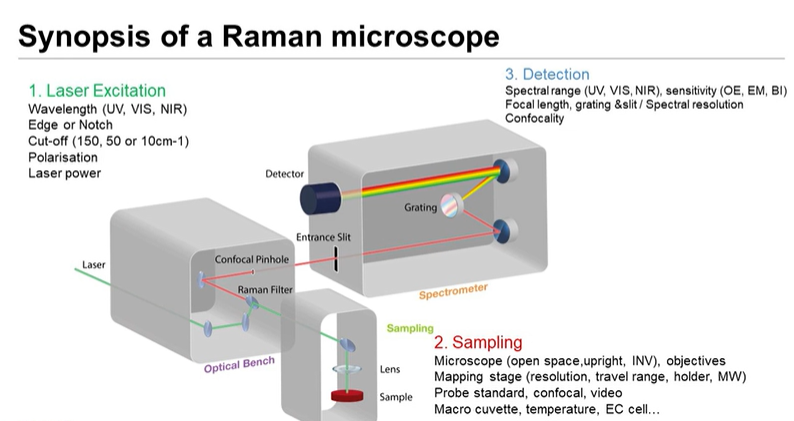 Synopsis of a Raman microscope
1. Laser Excitation
Wavelength (UV, VIS, NIR)
Edge or Notch
Cut-off (150, 50 or 10cm-1)
Polarisation
Laser power
3. Detection
Spectral range (UV, VIS, NIR), sensitivity (OE, EM, BI)
Focal length, grating &slit / Spectral resolution
Confocality
Detector
Grating
Entrance Slit
Confocal Pinhole
Laser
Raman Filter
Spectrometer
Optical Bench
Sampling
Lens
Sample
2. Sampling
Microscope (open space,upright, INV), objectives
Mapping stage (resolution, travel range, holder, MW)
Probe standard, confocal, video
Macro cuvette, temperature, EC cell...